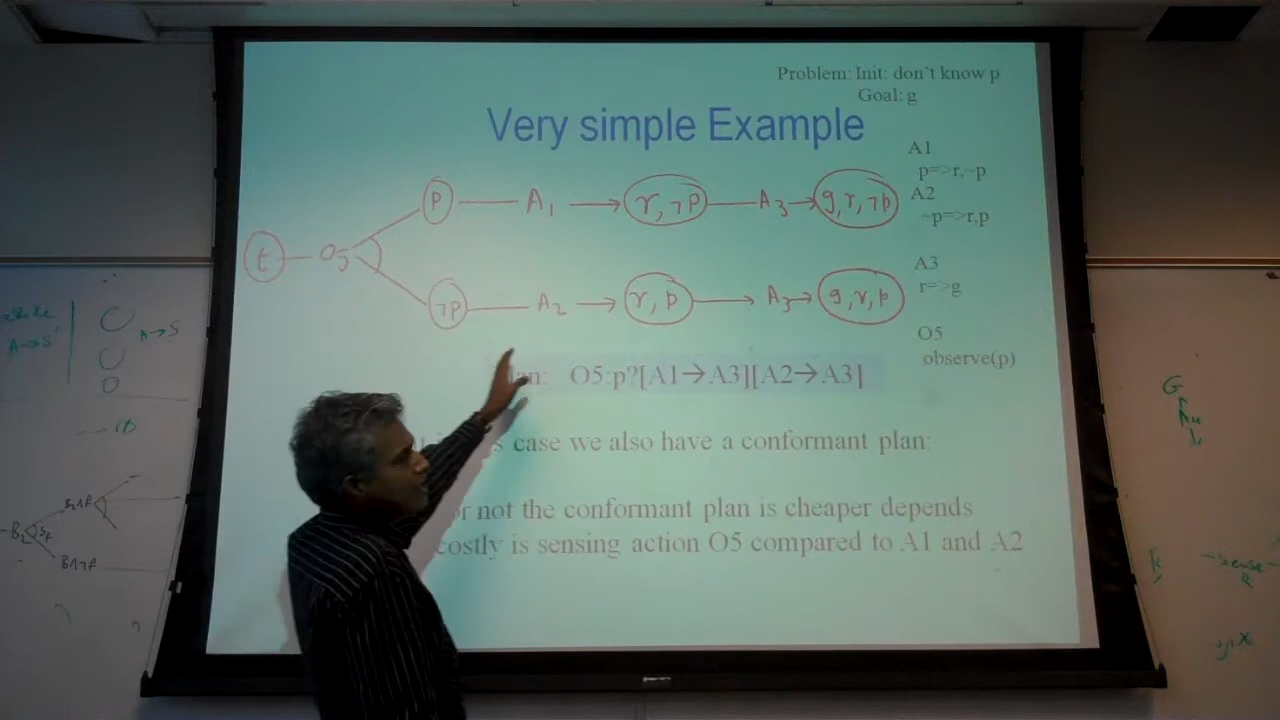 Problem: Init: don't know p
Goal: g
Very simple Example
A1
p=>r,~p
A2
~p=>r,p
A3
r=>g
O5
observe(p)
t O5 p A1 r, ¬p A3 g, r, ¬p
¬p A2 r, p A3 g, r, p
O5:p?[A1→A3][A2→A3]
case we also have a conformant plan:
not the conformant plan is cheaper depends
costly is sensing action O5 compared to A1 and A2
A→S
A→S
B∧P
B∧¬P
G
sense